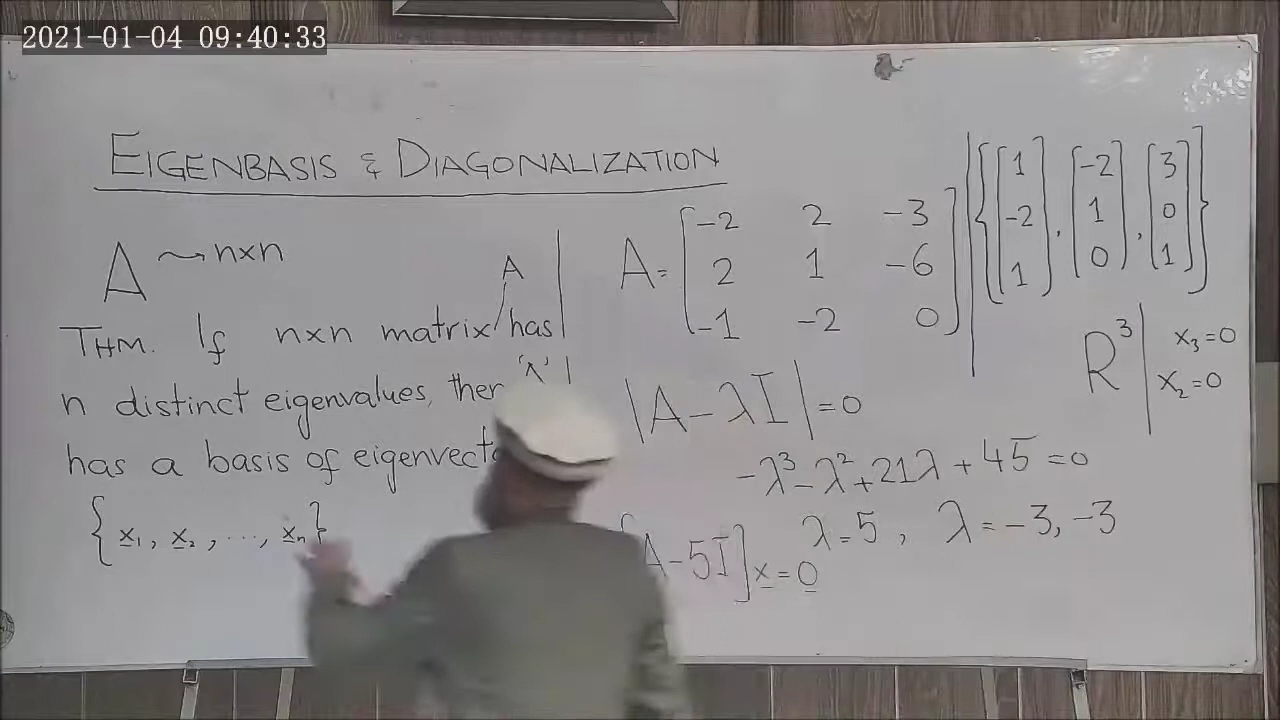 2021-01-04 09:40:33
EIGENBASIS & DIAGONALIZATION
A ⤳ n×n
A
THM. If n×n matrix has
'λ'
n distinct eigenvalues, then
has a basis of eigenvect
{x₁, x₂, ..., xₙ}
A = [-2 2 -3
2 1 -6
-1 -2 0]
|A - λI| = 0
-λ³ - λ² + 21λ + 45 = 0
λ = 5, λ = -3, -3
A - 5I]x = 0
{[1 -2 1], [-2 1 0], [3 0 1]}
R³
x₃ = 0
x₂ = 0